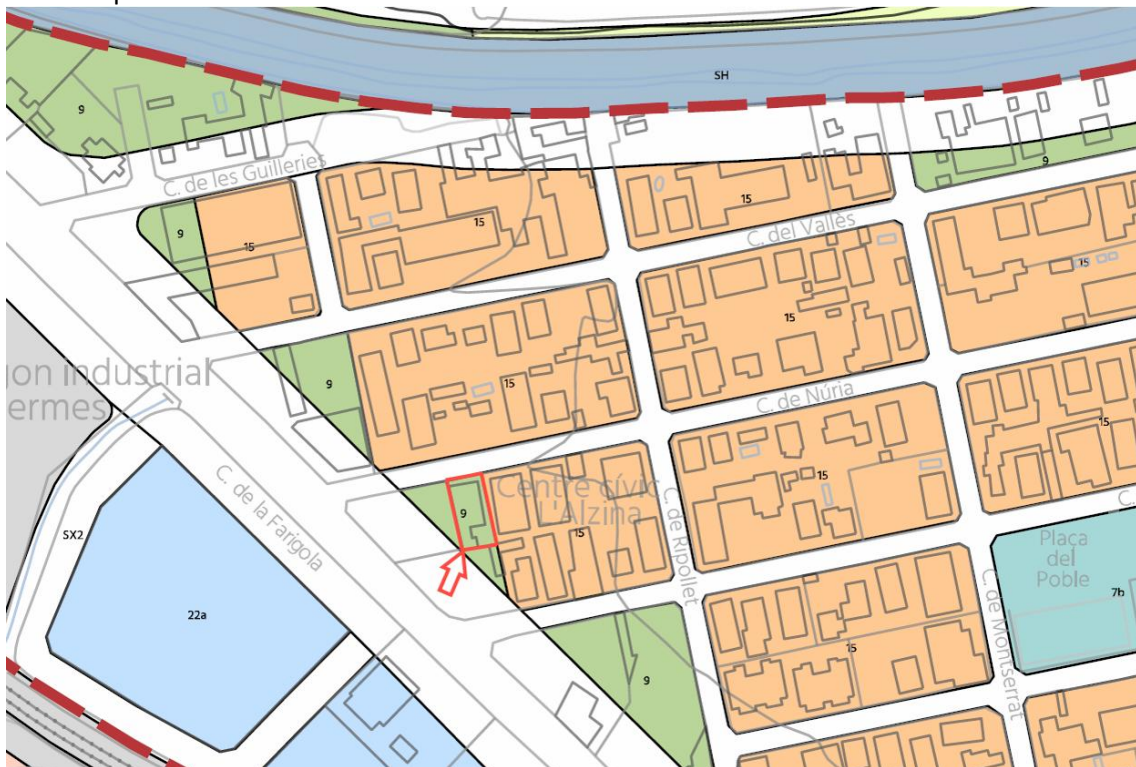 SH
9
C. de les Guilleries
9
15
15
15
C. del Vallès
9
15
ion industrial
ermes
9
15
15
C. de Núria
15
15
C. de la Farigola
9
Centre cívic
L'Alzina
15
C. de Ripollet
SX2
22a
Plaça
del
Poble
7b
C.
C. de Montserrat
9
15